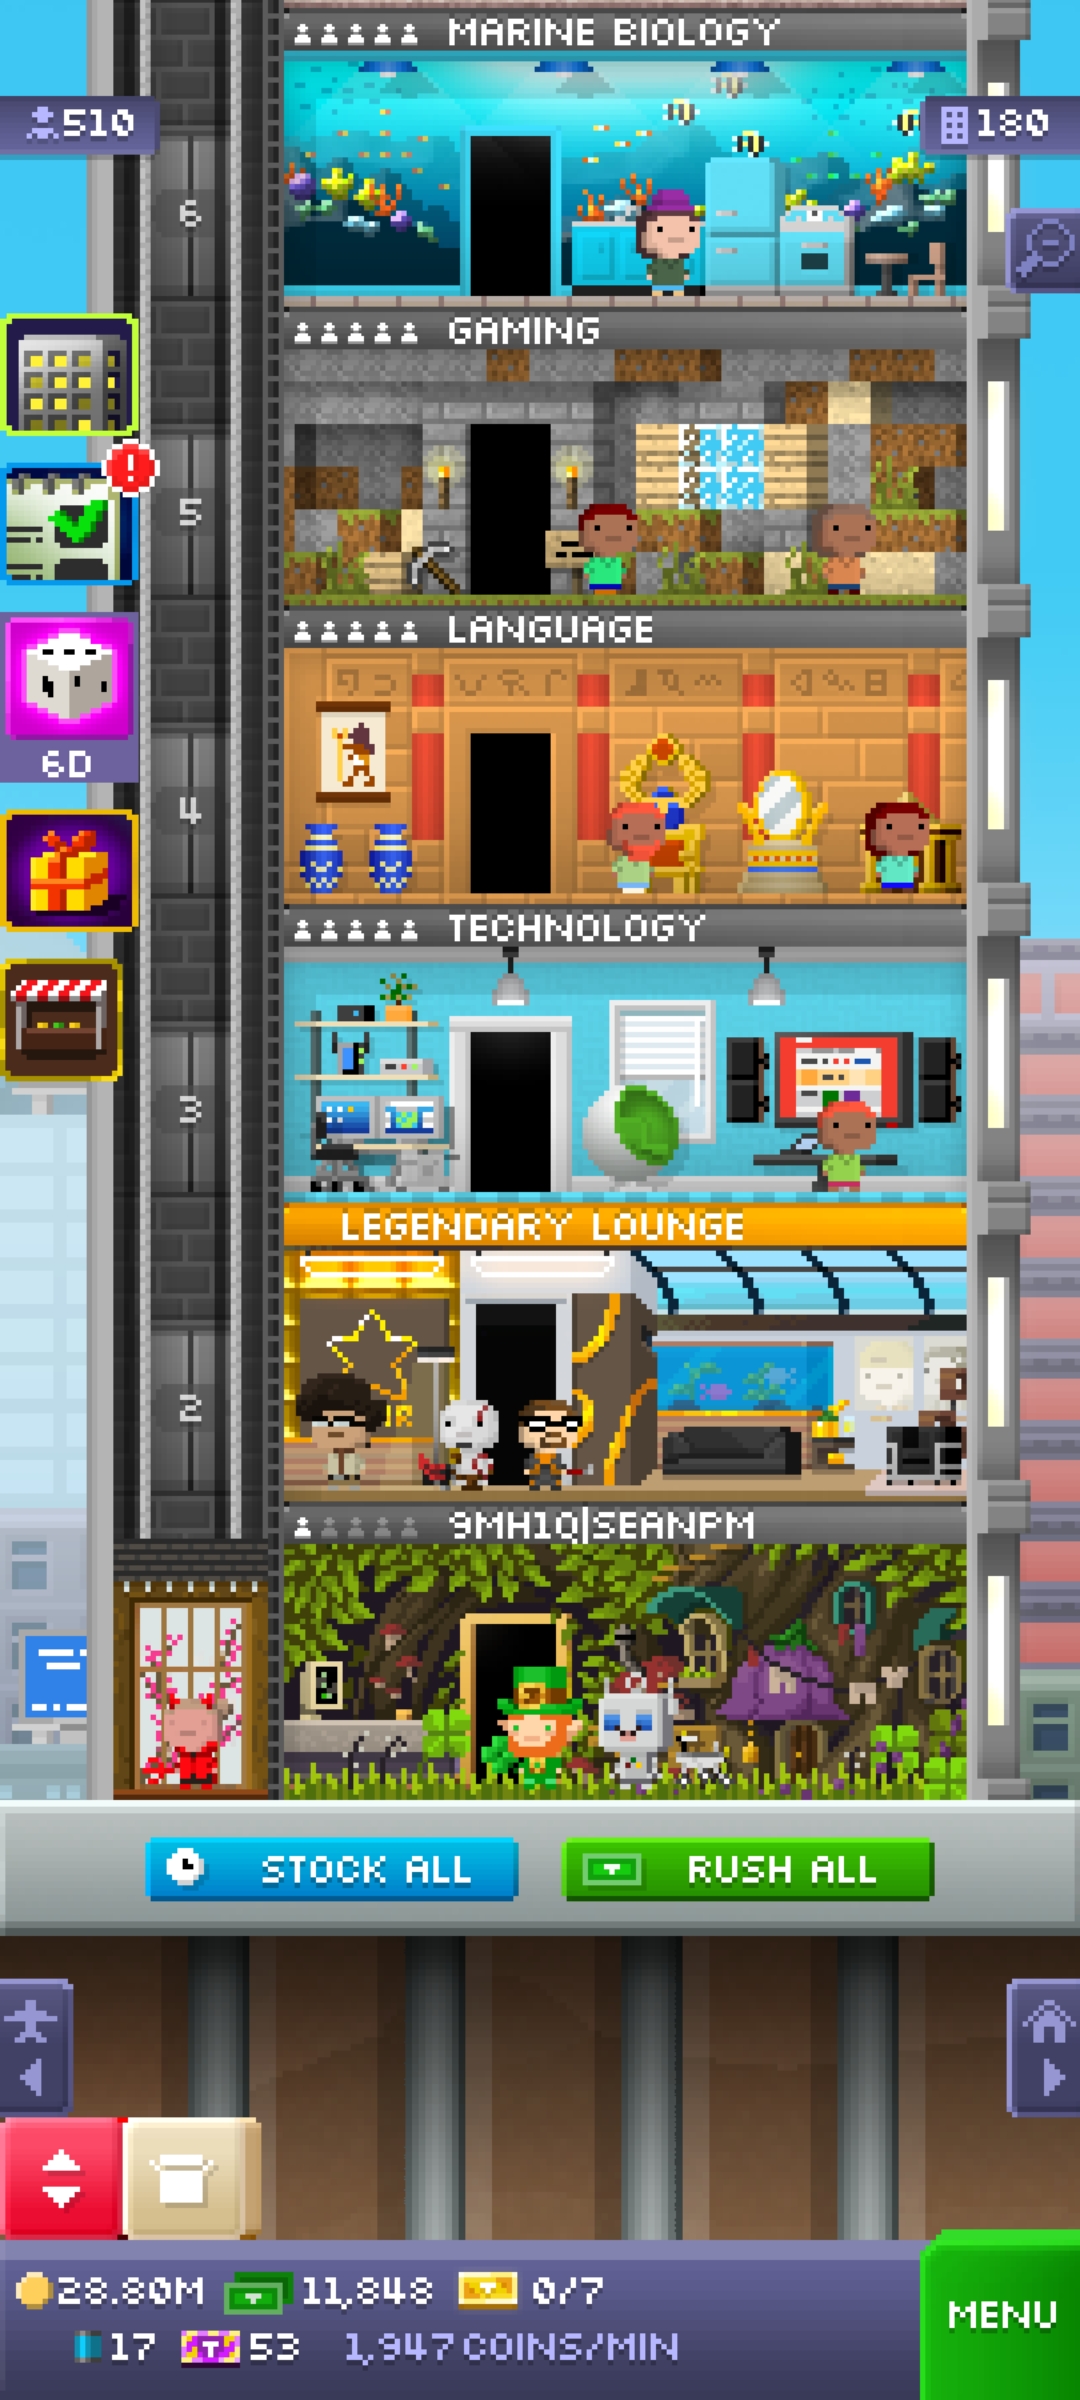 MARINE BIOLOGY
510
180
6
GAMING
5
LANGUAGE
6D
4
TECHNOLOGY
3
LEGENDARY LOUNGE
2
9MH1Q|SEANPM
STOCK ALL
RUSH ALL
28.80M
11,848
0/7
MENU
17
53
1,947 COINS/MIN